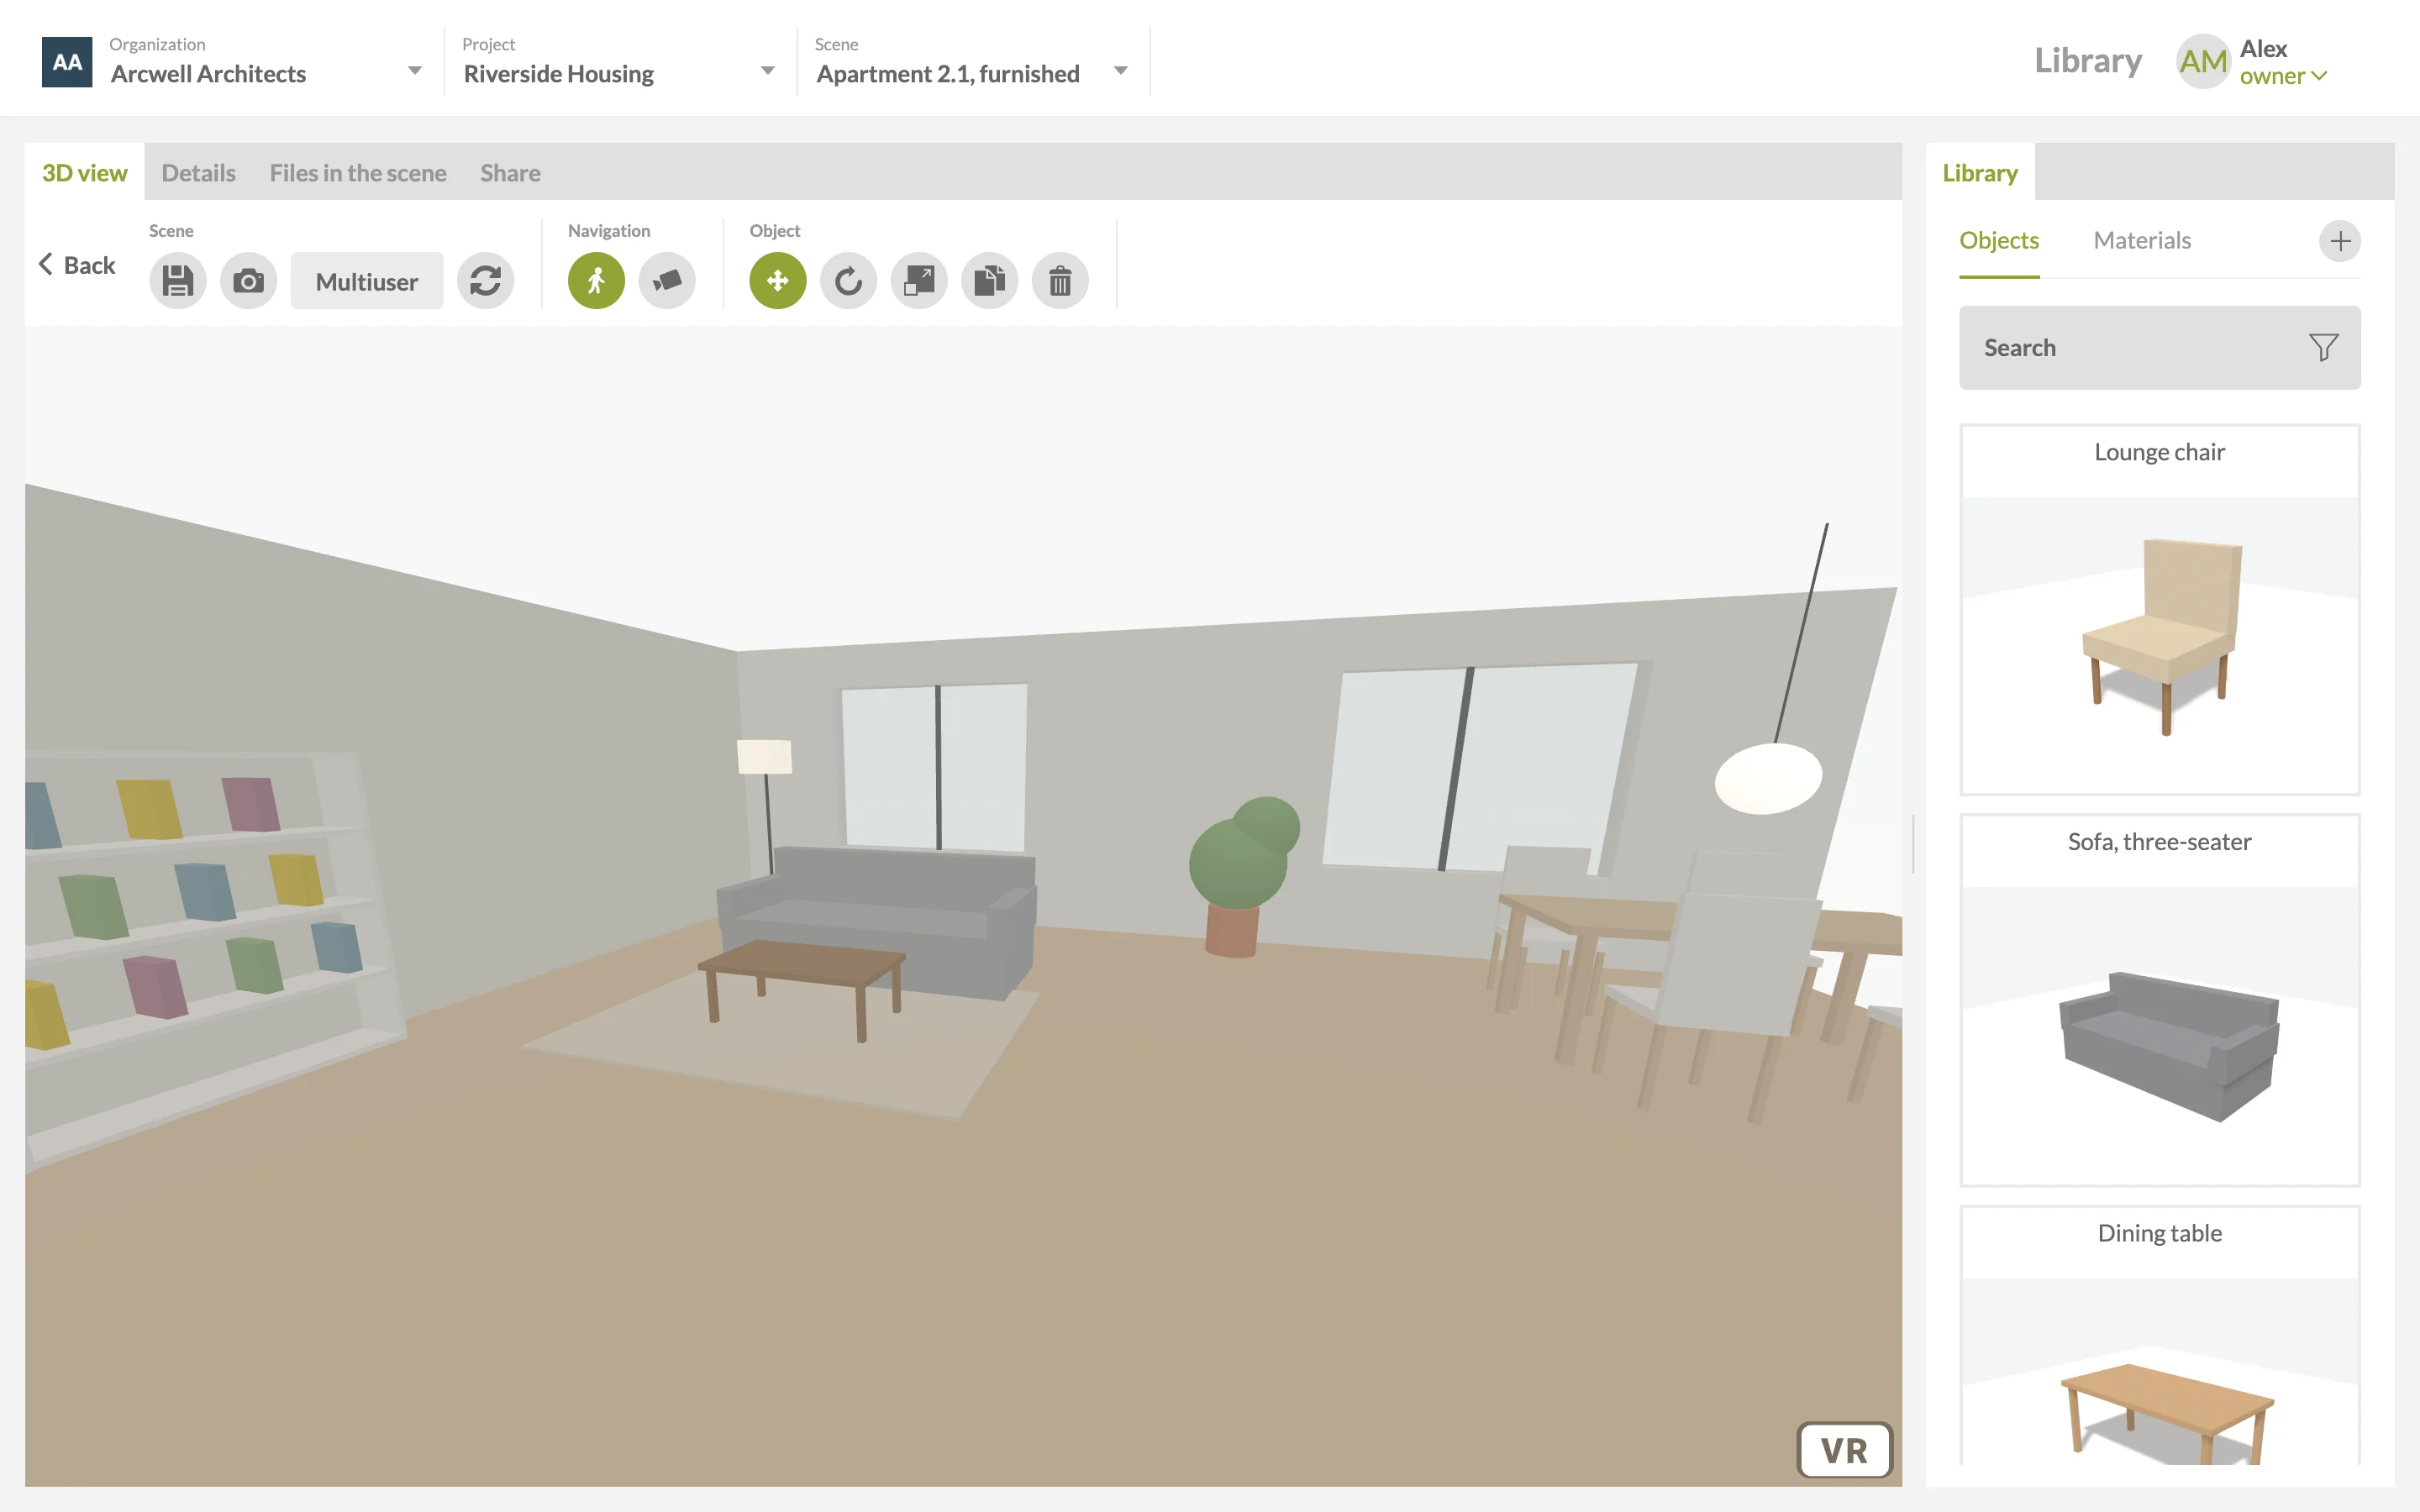 AA
Organization
Arcwell Architects
Project
Riverside Housing
Scene
Apartment 2.1, furnished
Library
AM
Alex
owner
3D view
Details
Files in the scene
Share
Back
Scene
Multiuser
Navigation
Object
VR
Library
Objects
Materials
Search
Lounge chair
Sofa, three-seater
Dining table